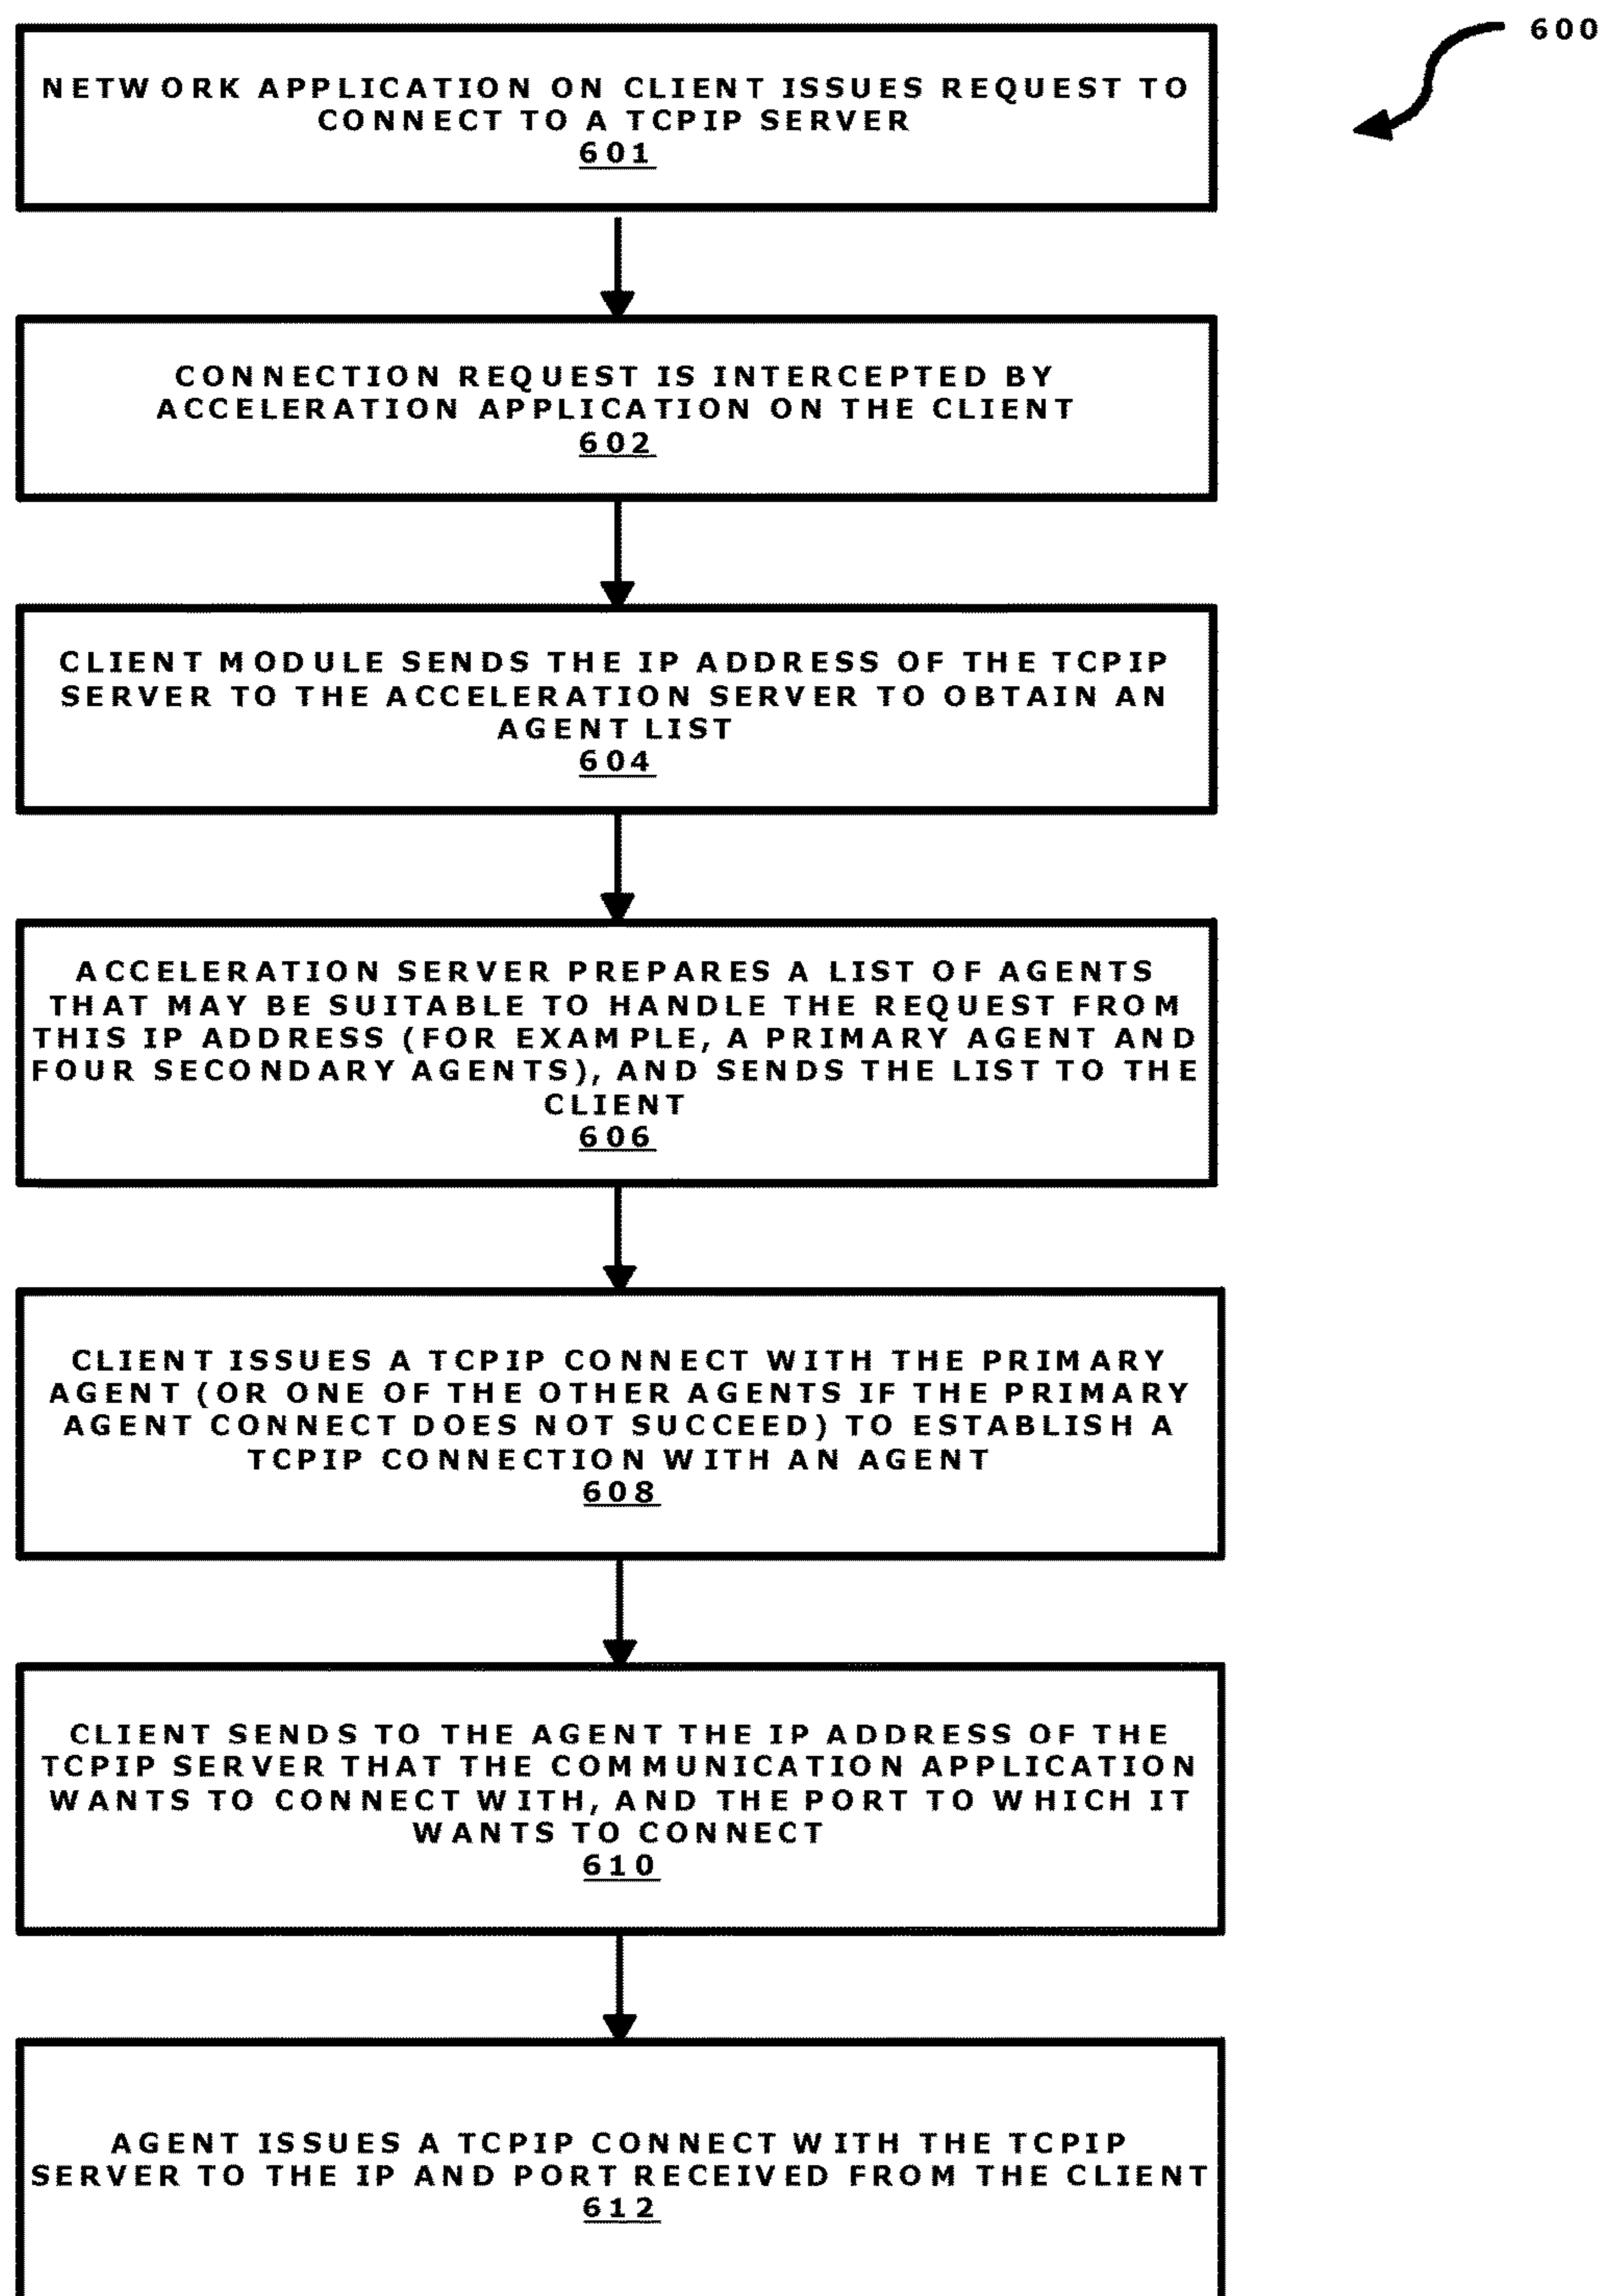 600
NETWORK APPLICATION ON CLIENT ISSUES REQUEST TO
CONNECT TO A TCPIP SERVER
601
CONNECTION REQUEST IS INTERCEPTED BY
ACCELERATION APPLICATION ON THE CLIENT
602
CLIENT MODULE SENDS THE IP ADDRESS OF THE TCPIP
SERVER TO THE ACCELERATION SERVER TO OBTAIN AN
AGENT LIST
604
ACCELERATION SERVER PREPARES A LIST OF AGENTS
THAT MAY BE SUITABLE TO HANDLE THE REQUEST FROM
THIS IP ADDRESS (FOR EXAMPLE, A PRIMARY AGENT AND
FOUR SECONDARY AGENTS), AND SENDS THE LIST TO THE
CLIENT
606
CLIENT ISSUES A TCPIP CONNECT WITH THE PRIMARY
AGENT (OR ONE OF THE OTHER AGENTS IF THE PRIMARY
AGENT CONNECT DOES NOT SUCCEED) TO ESTABLISH A
TCPIP CONNECTION WITH AN AGENT
608
CLIENT SENDS TO THE AGENT THE IP ADDRESS OF THE
TCPIP SERVER THAT THE COMMUNICATION APPLICATION
WANTS TO CONNECT WITH, AND THE PORT TO WHICH IT
WANTS TO CONNECT
610
AGENT ISSUES A TCPIP CONNECT WITH THE TCPIP
SERVER TO THE IP AND PORT RECEIVED FROM THE CLIENT
612